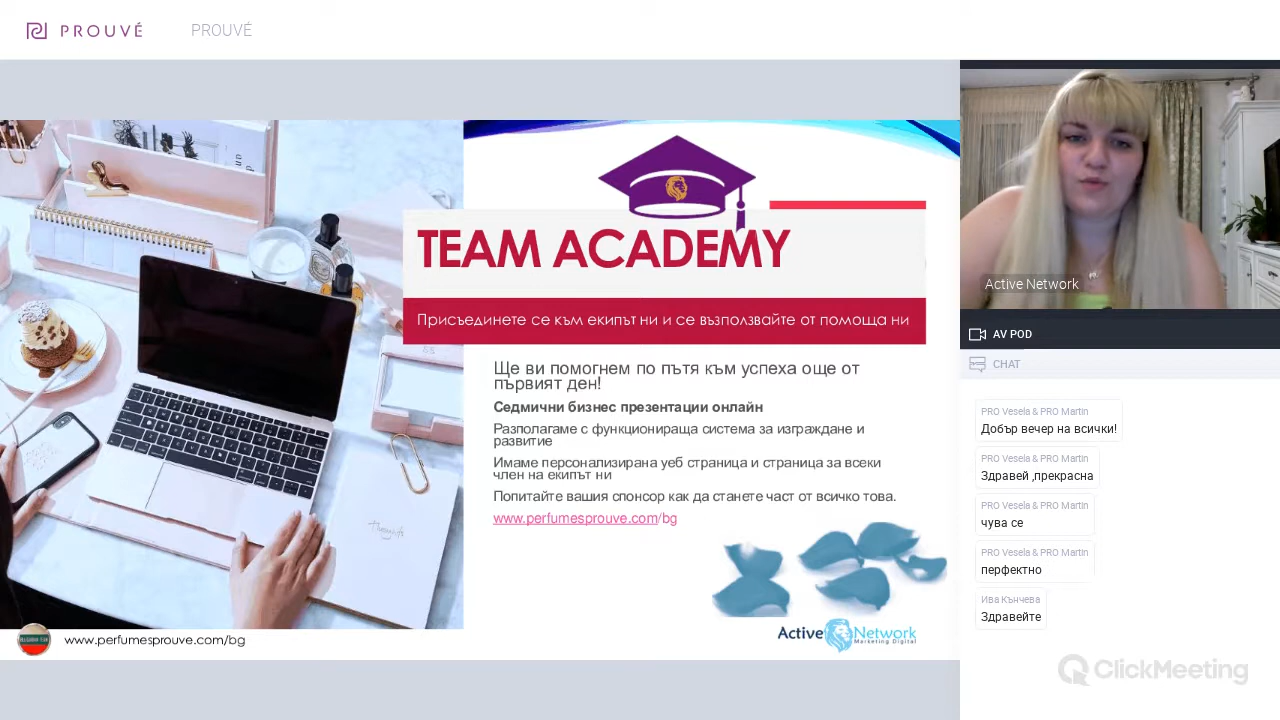 PROUVÉ
PROUVÉ
TEAM ACADEMY
Присъединете се към екипът ни и се възползвайте от помоща ни
Ще ви помогнем по пътя към успеха още от
първият ден!
Седмични бизнес презентации онлайн
Разполагаме с функционираща система за изграждане и
развитие
Имаме персонализирана уеб страница и страница за всеки
член на екипът ни
Попитайте вашия спонсор как да станете част от всичко това.
www.perfumesprouve.com/bg
www.perfumesprouve.com/bg
Active Network
Marketing Digital
Active Network
AV POD
CHAT
PRO Vesela & PRO Martin
Добър вечер на всички!
PRO Vesela & PRO Martin
Здравей ,прекрасна
PRO Vesela & PRO Martin
чува се
PRO Vesela & PRO Martin
перфектно
Ива Кънчева
Здравейте
ClickMeeting